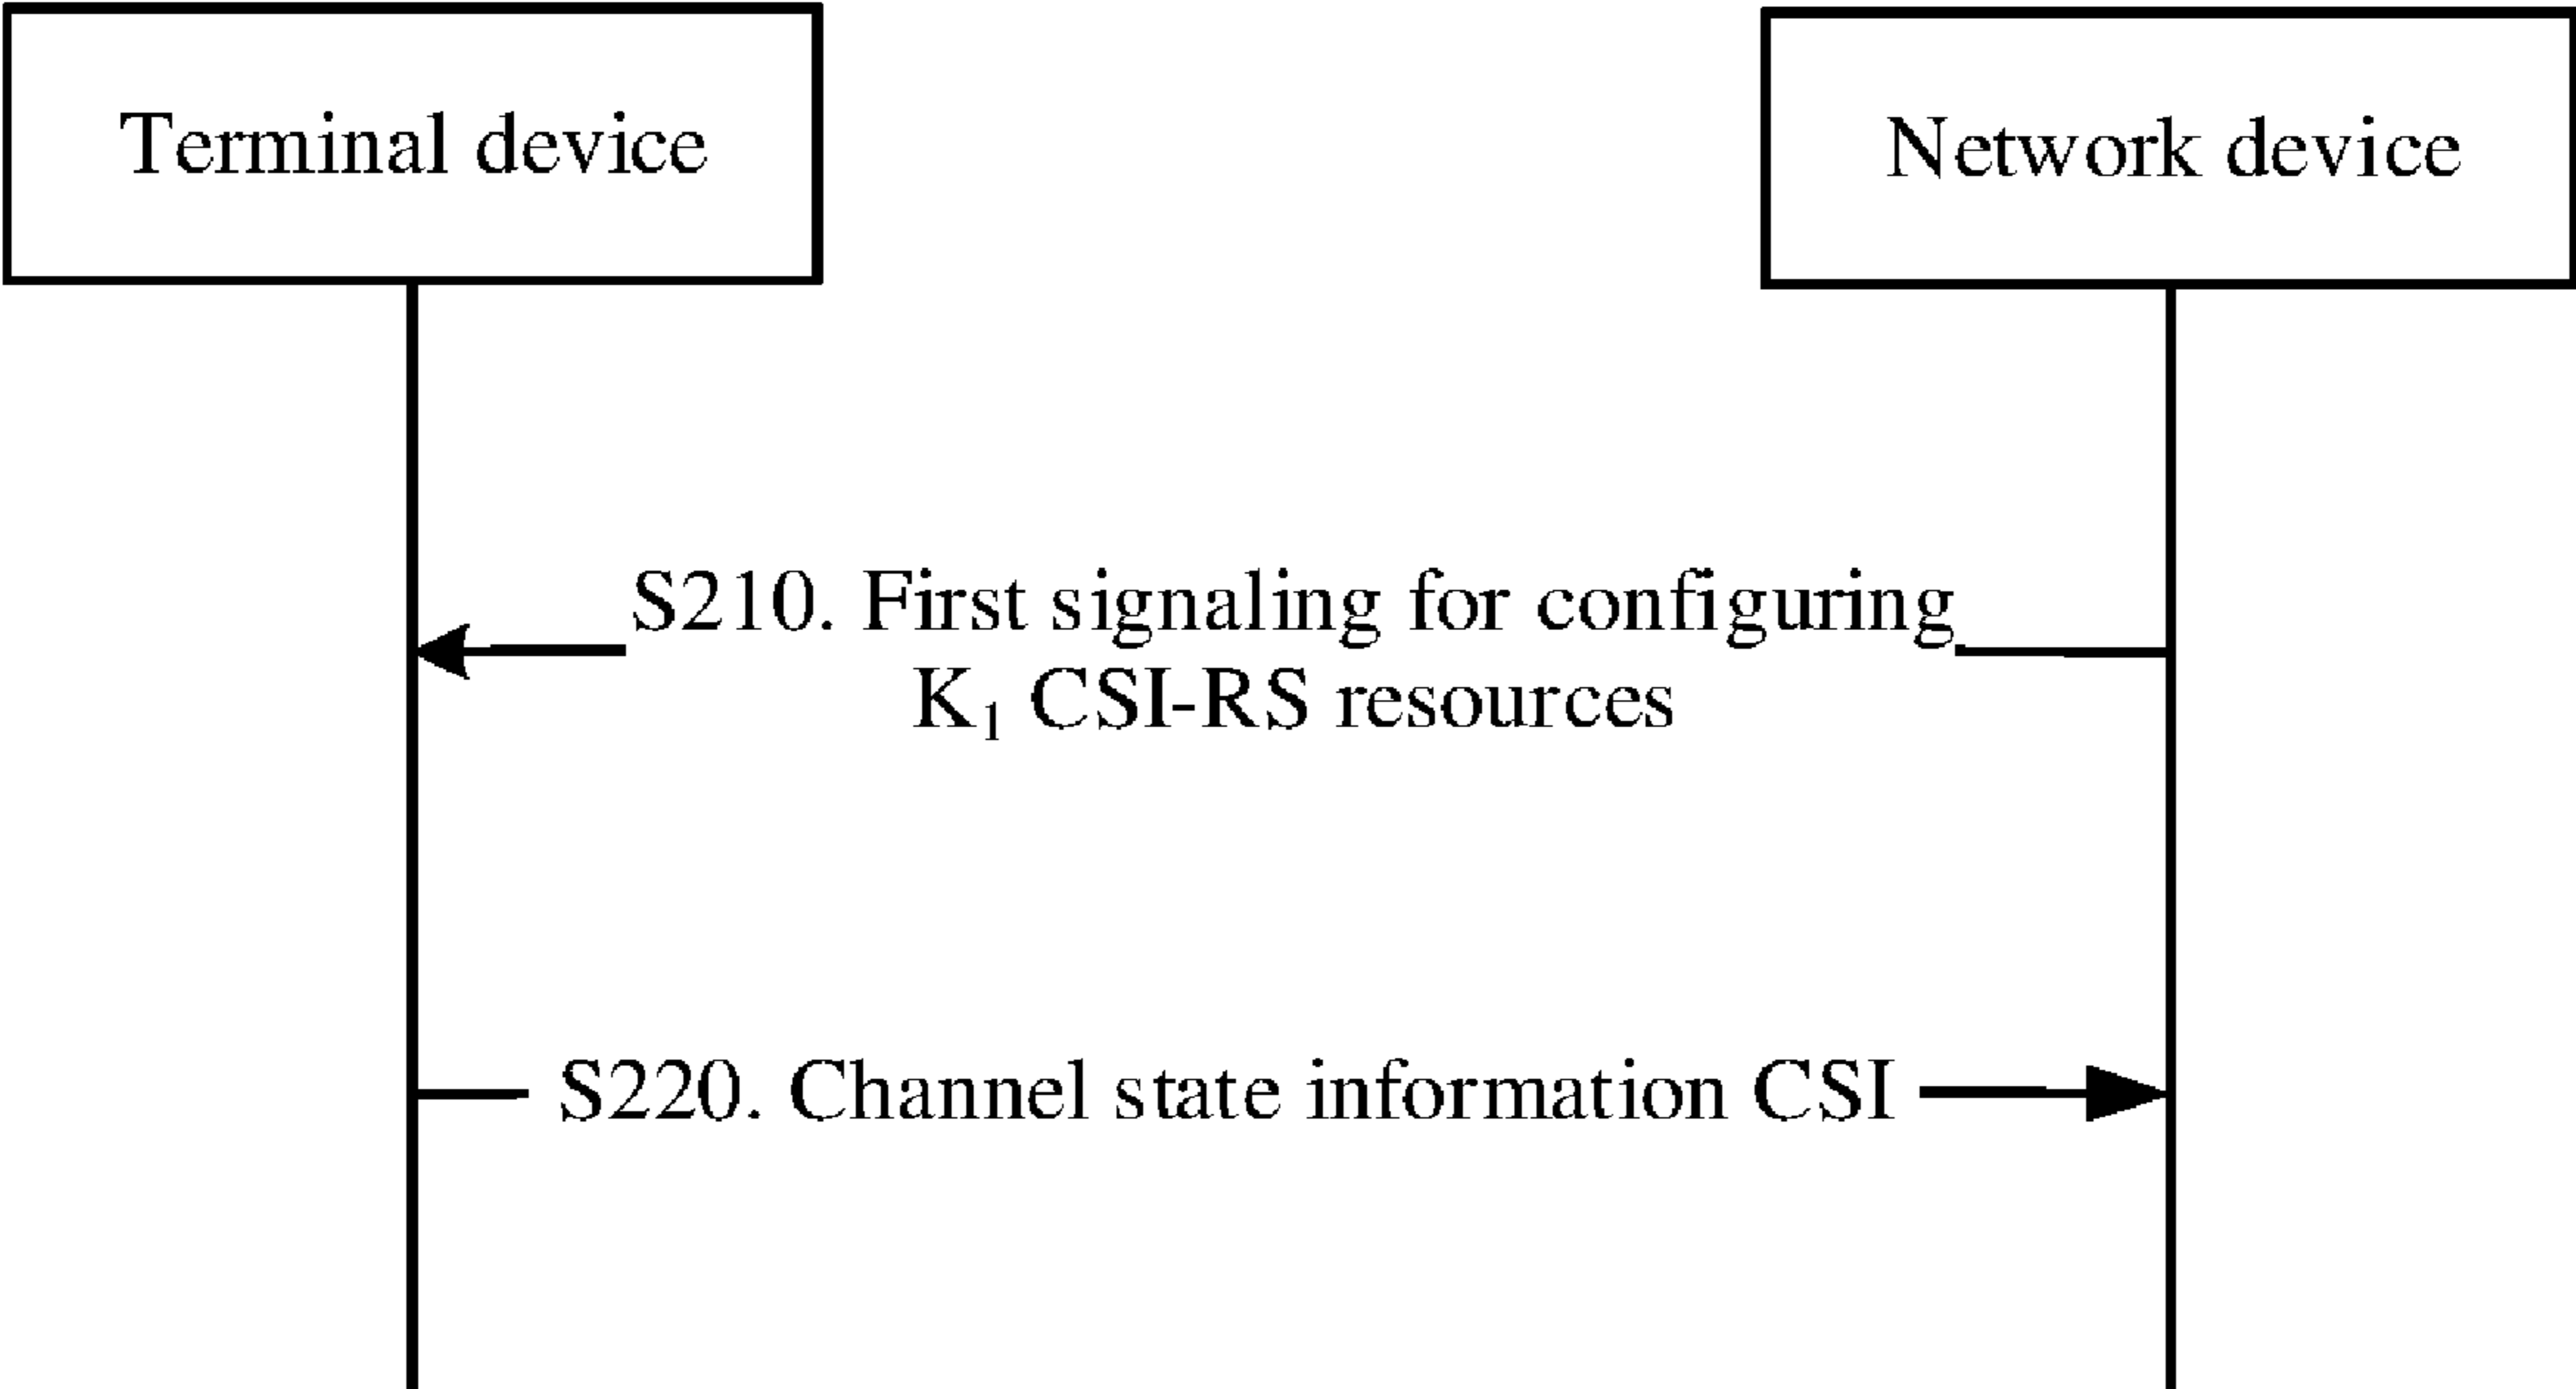 Terminal device
Network device
S210. First signaling for configuring
K₁ CSI-RS resources
S220. Channel state information CSI